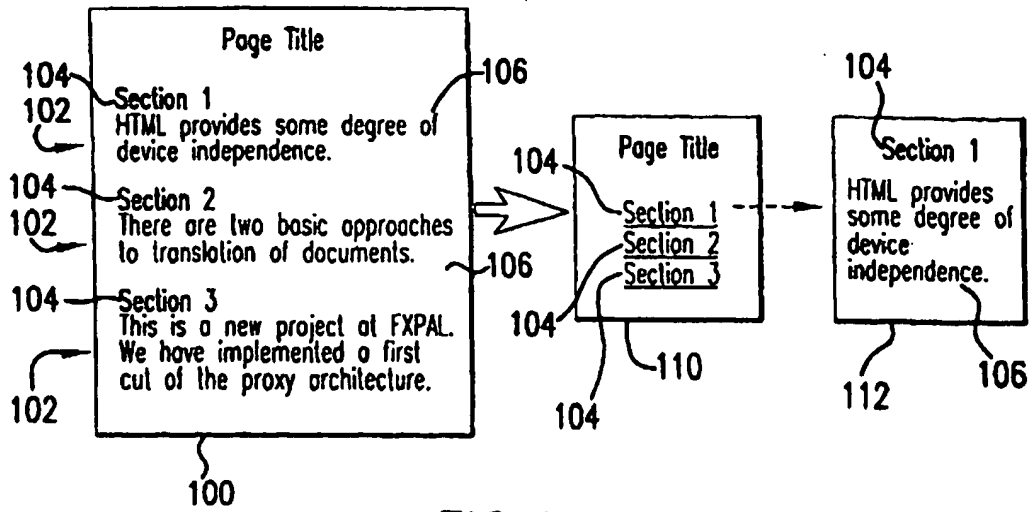 Page Title
104
106
Section 1
102
HTML provides some degree of
device independence.
104
Section 2
102
There are two basic approaches
to translation of documents.
106
104
Section 3
This is a new project at FXPAL.
We have implemented a first
cut of the proxy architecture.
102
100
Page Title
104
Section 1
Section 2
Section 3
104
104
110
104
Section 1
HTML provides
some degree of
device
independence.
106
112